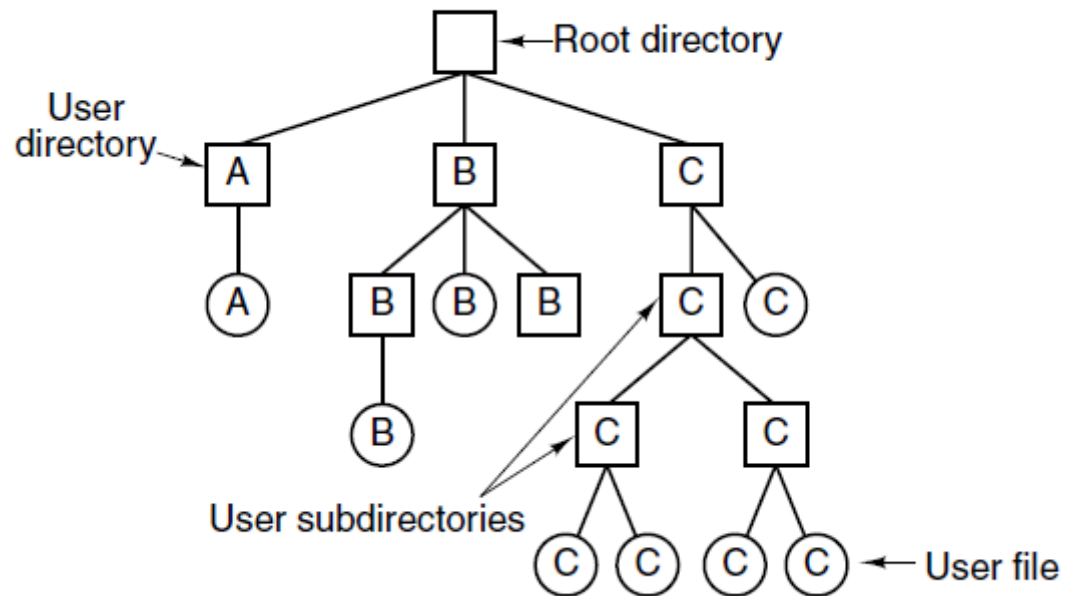 Root directory
User
directory
A
B
C
A
B
B
B
C
C
B
C
C
User subdirectories
C
C
C
C
User file